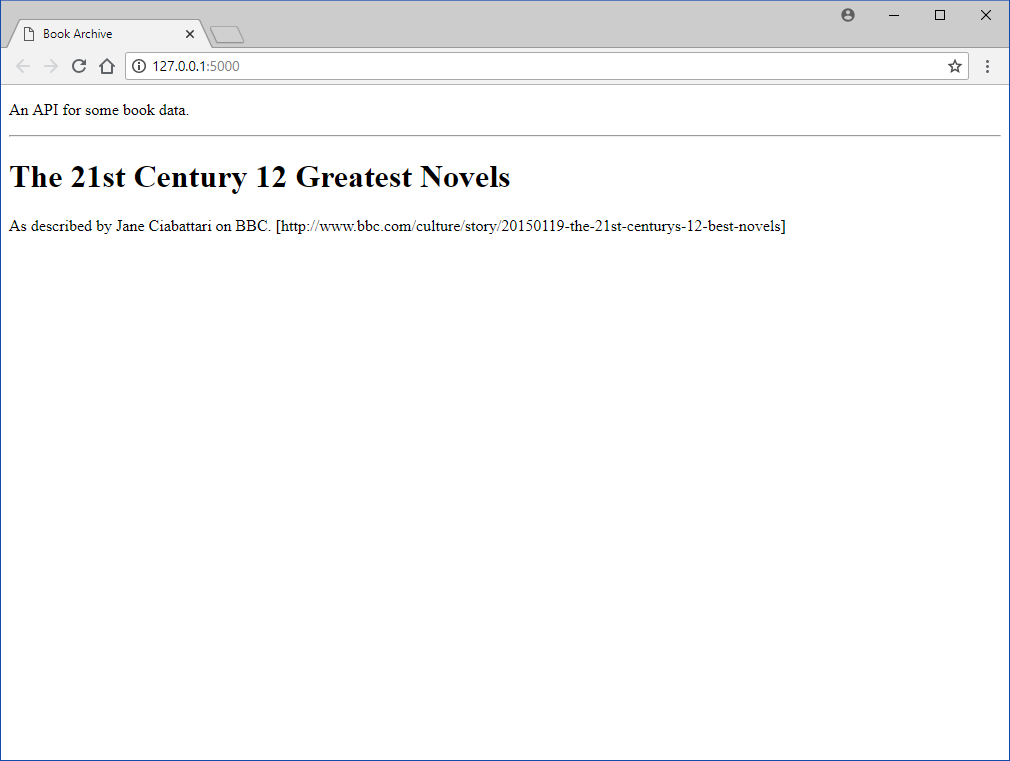 Book Archive
127.0.0.1:5000
An API for some book data.
The 21st Century 12 Greatest Novels
As described by Jane Ciabattari on BBC. [http://www.bbc.com/culture/story/20150119-the-21st-centurys-12-best-novels]